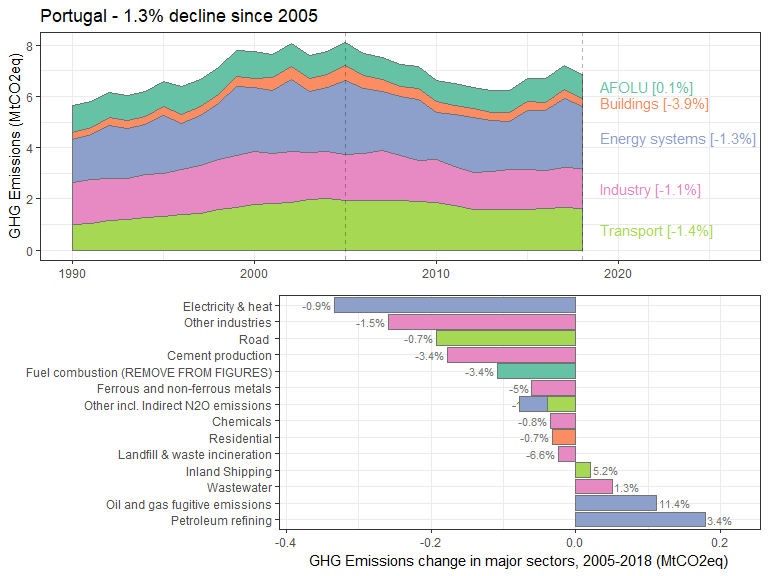 Portugal - 1.3% decline since 2005
GHG Emissions (MtCO2eq)
8
6
4
2
0
1990
2000
2010
2020
AFOLU [0.1%]
Buildings [-3.9%]
Energy systems [-1.3%]
Industry [-1.1%]
Transport [-1.4%]
Electricity & heat
-0.9%
Other industries
-1.5%
Road
-0.7%
Cement production
-3.4%
Fuel combustion (REMOVE FROM FIGURES)
-3.4%
Ferrous and non-ferrous metals
-5%
Other incl. Indirect N2O emissions
Chemicals
-0.8%
Residential
-0.7%
Landfill & waste incineration
-6.6%
Inland Shipping
5.2%
Wastewater
1.3%
Oil and gas fugitive emissions
11.4%
Petroleum refining
3.4%
-0.4
-0.2
0.0
0.2
GHG Emissions change in major sectors, 2005-2018 (MtCO2eq)